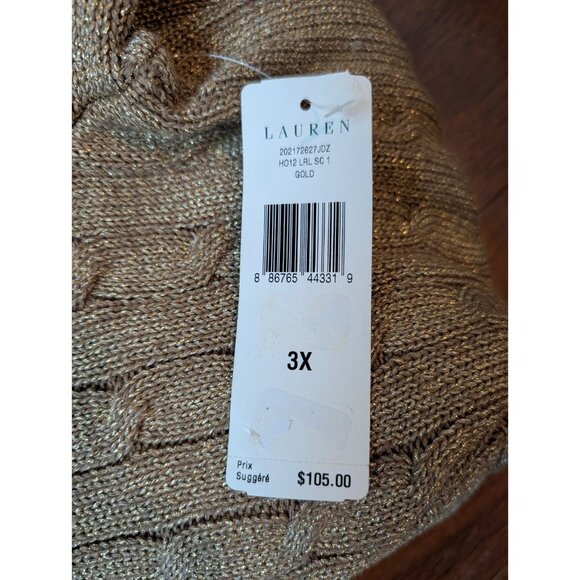 LAUREN
202172627JDZ
HO12 LRL SC 1
GOLD
8 86765 44331 9
3X
Prix
Suggéré $105.00